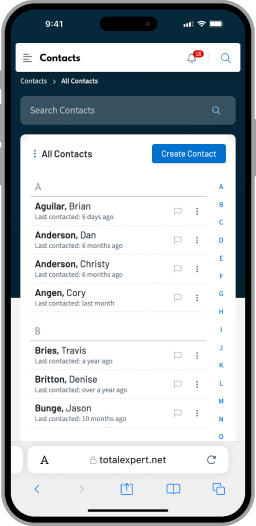 9:41
Contacts
18
Contacts > All Contacts
Search Contacts
All Contacts
Create Contact
A
Aguilar, Brian
Last contacted: 6 days ago
Anderson, Dan
Last contacted: 6 months ago
Anderson, Christy
Last contacted: 6 months ago
Angen, Cory
Last contacted: last month
B
Bries, Travis
Last contacted: a year ago
Britton, Denise
Last contacted: over a year ago
Bunge, Jason
Last contacted: 10 months ago
A
B
C
D
E
F
G
H
I
J
K
L
M
N
O
A
totalexpert.net